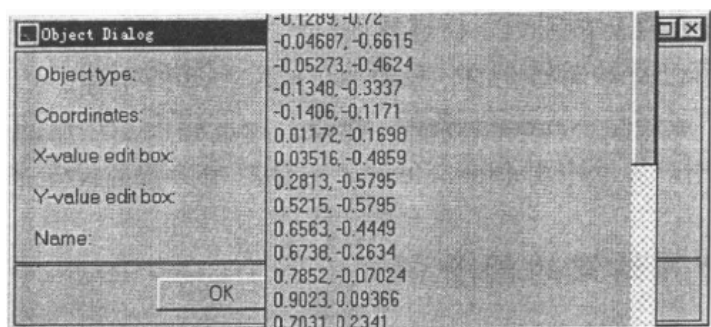 Object Dialog
Object type:
Coordinates:
X-value edit box:
Y-value edit box:
Name:
OK
-0.1289, -0.72
-0.04687, -0.6615
-0.05273, -0.4624
-0.1348, -0.3337
-0.1406, -0.1171
0.01172, -0.1698
0.03516, -0.4859
0.2813, -0.5795
0.5215, -0.5795
0.6563, -0.4449
0.6738, -0.2634
0.7852, -0.07024
0.9023, 0.09366
0.7031, 0.2341